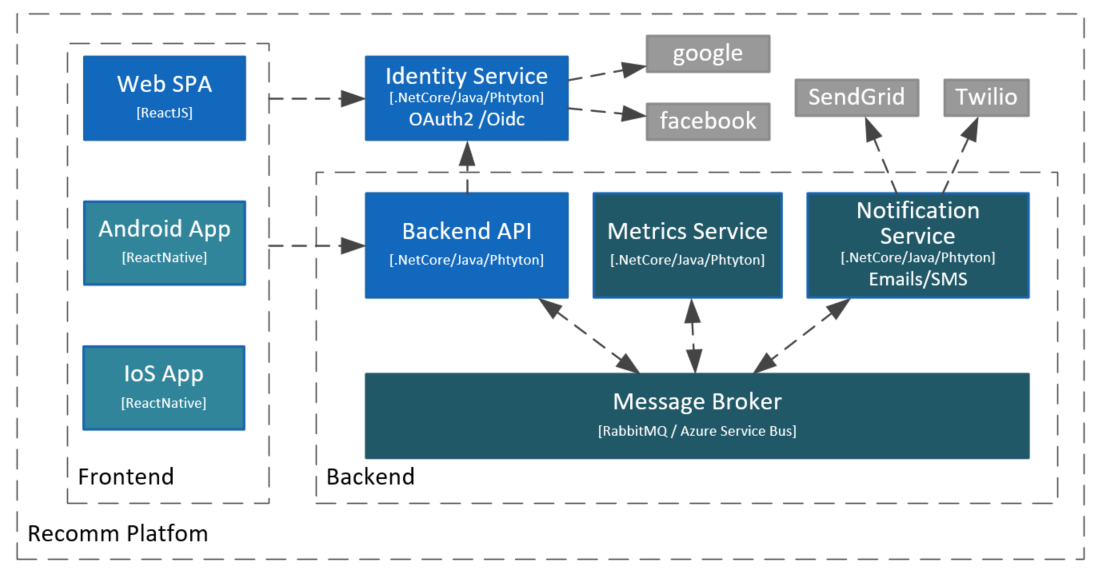 Web SPA
[ReactJS]
Identity Service
[.NetCore/Java/Phtyton]
OAuth2 /Oidc
google
facebook
SendGrid
Twilio
Android App
[ReactNative]
Backend API
[.NetCore/Java/Phtyton]
Metrics Service
[.NetCore/Java/Phtyton]
Notification
Service
[.NetCore/Java/Phtyton]
Emails/SMS
IoS App
[ReactNative]
Message Broker
[RabbitMQ / Azure Service Bus]
Frontend
Backend
Recomm Platfom